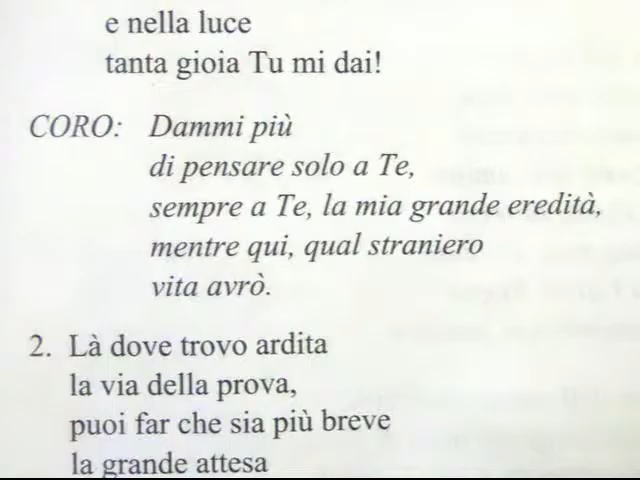 e nella luce
tanta gioia Tu mi dai!
CORO: Dammi più
di pensare solo a Te,
sempre a Te, la mia grande eredità,
mentre qui, qual straniero
vita avrò.
2. Là dove trovo ardita
la via della prova,
puoi far che sia più breve
la grande attesa